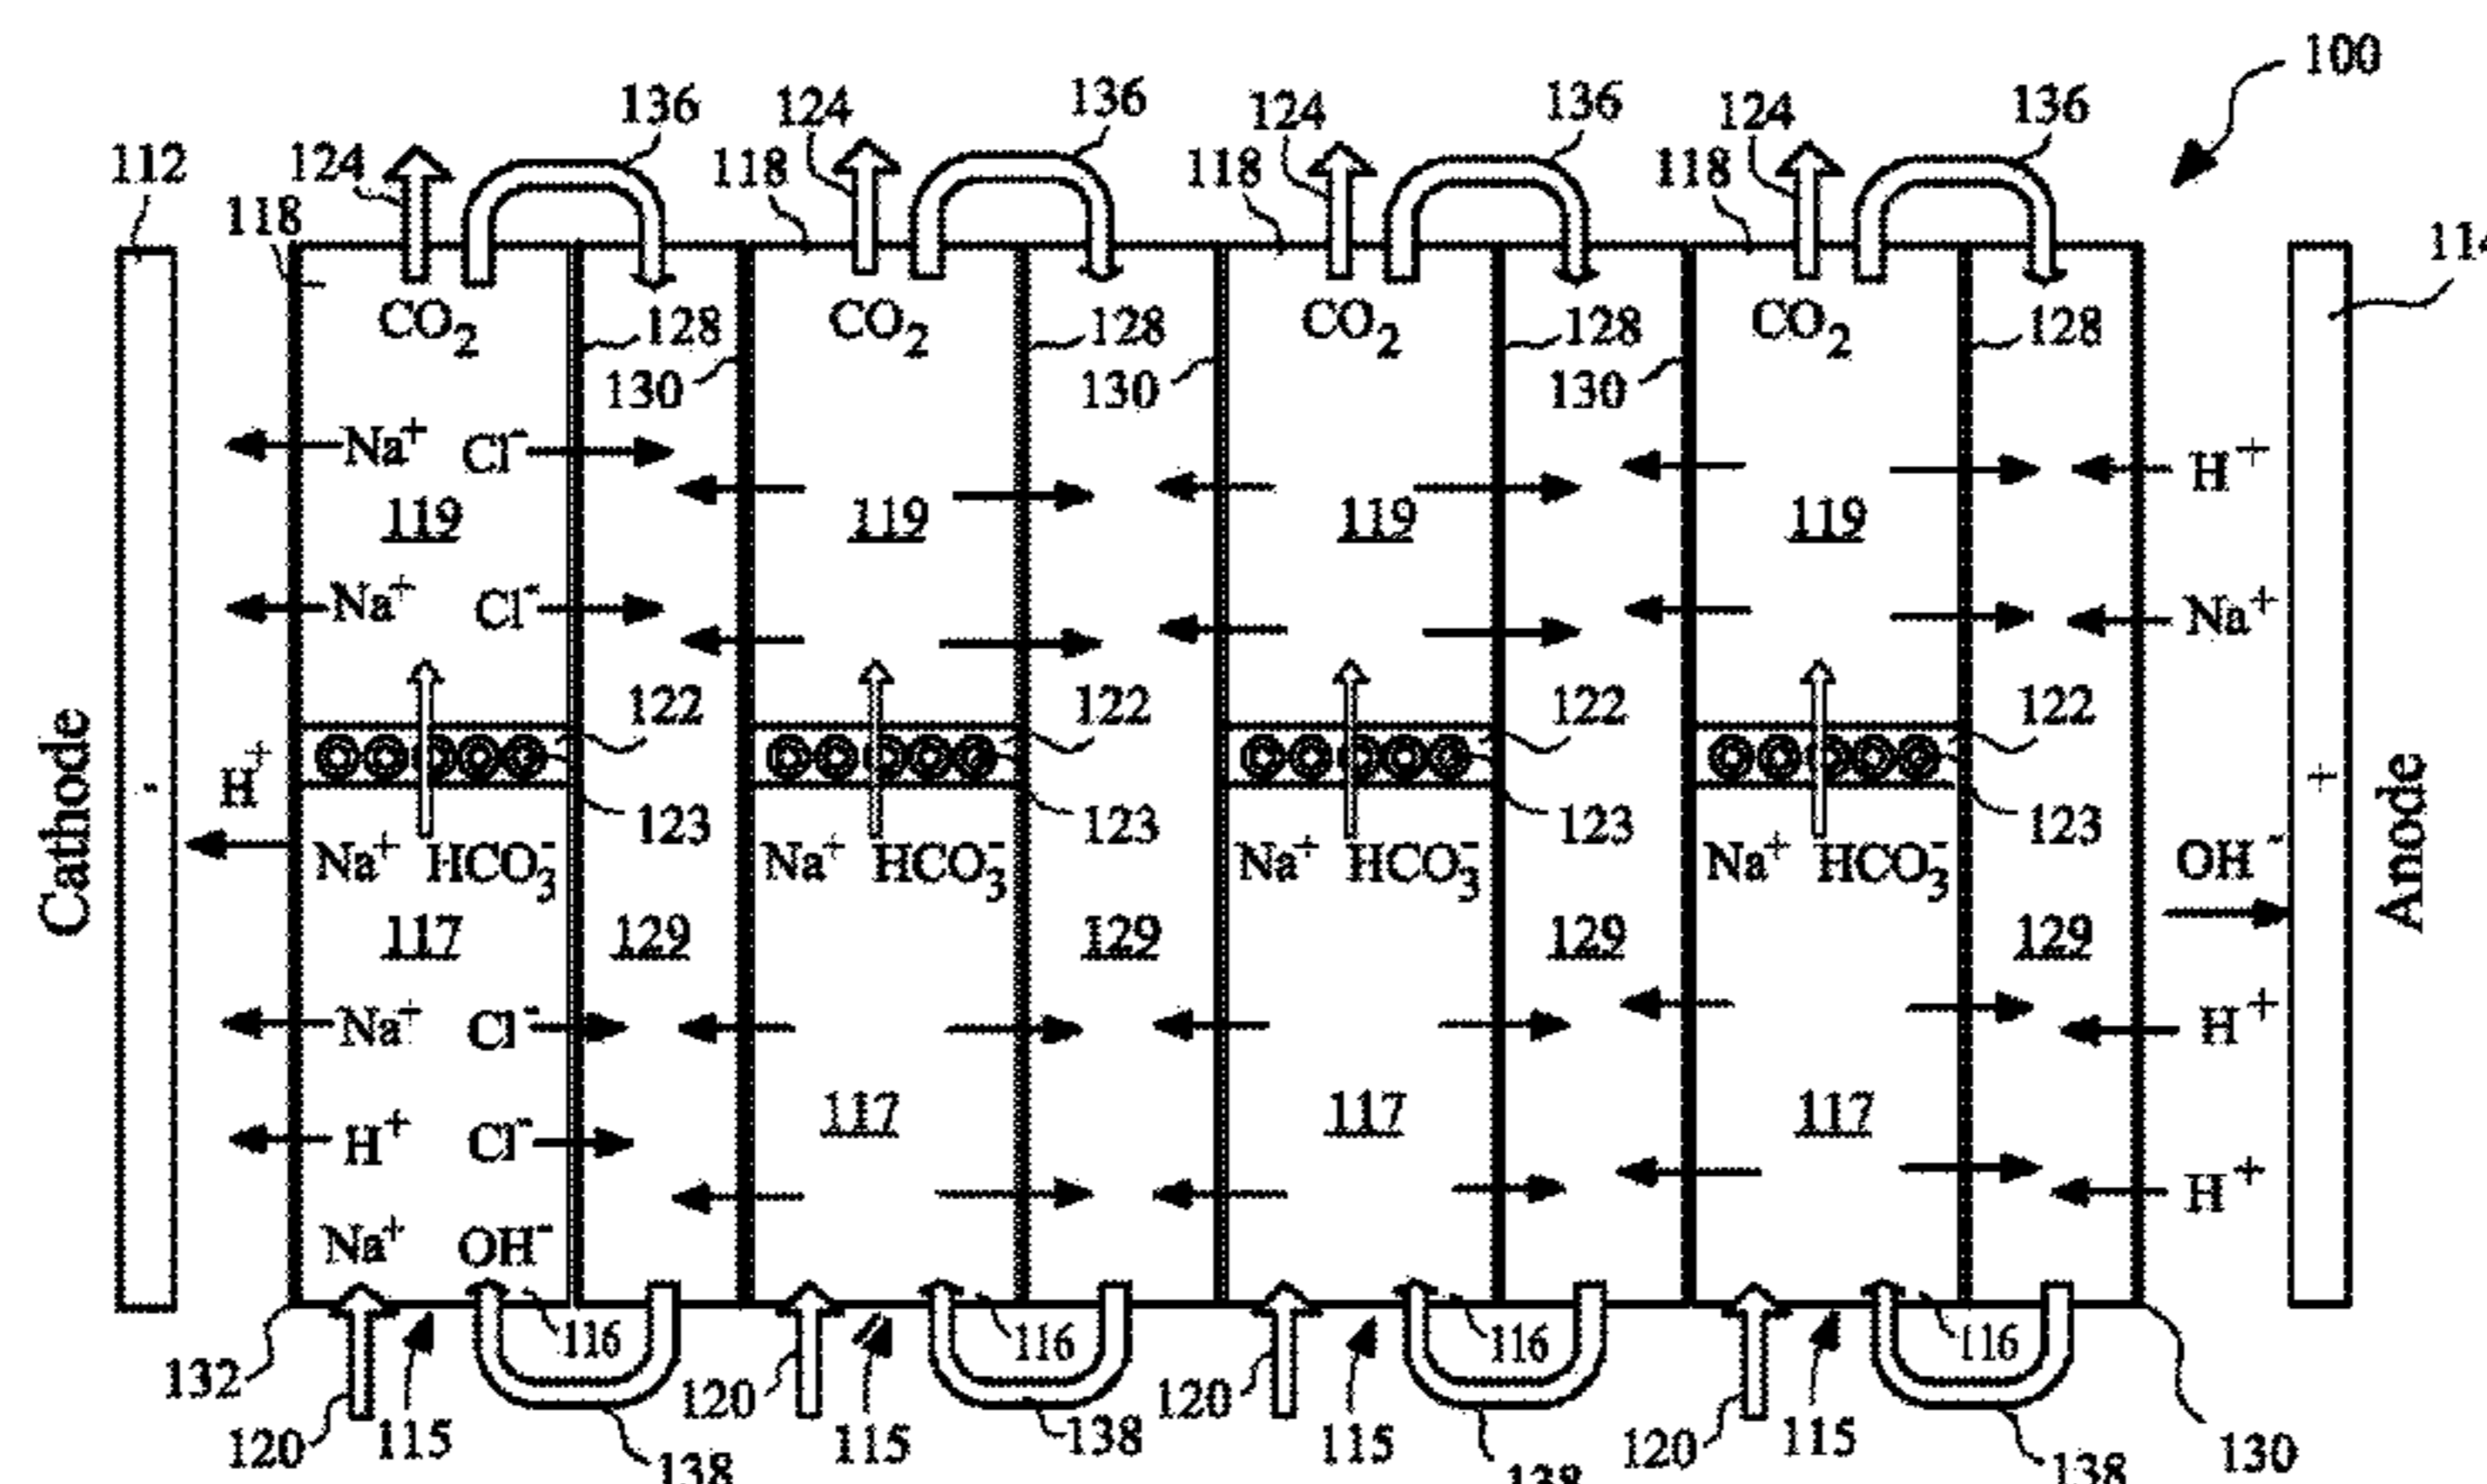 100
136 136 136 136
124 124 124 124
112 118 118 118 118
114
CO2 CO2 CO2 CO2
128 128 128 128
130 130 130
Na+ Cl- H+
119 119 119 119
Na+ Cl- Na+
122 122 122 122
H+
123 123 123 123
Cathode - + Anode
Na+ HCO3- Na+ HCO3- Na+ HCO3- Na+ HCO3- OH-
117 129 129 129 129
Na+ Cl- H+
117 117 117
H+ Cl- H+
Na+ OH-
116 116 116 116
132 120 120 120 120
115 115 115 115
138 138 138 138
130